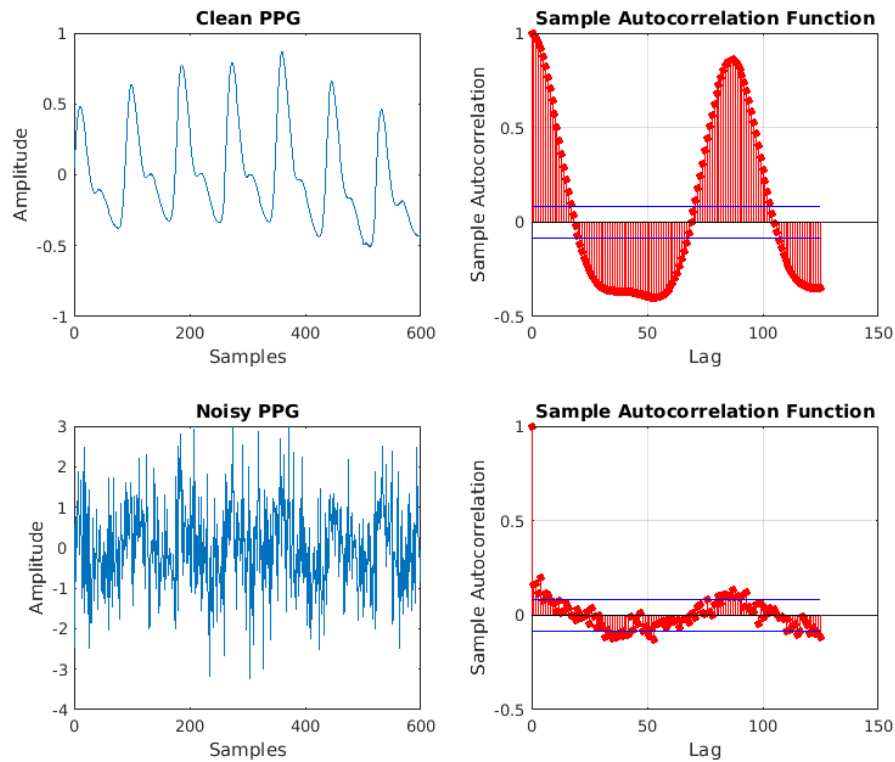 Clean PPG
1
0.5
0
-0.5
-1
Amplitude
0 200 400 600
Samples
Sample Autocorrelation Function
1
0.5
0
-0.5
Sample Autocorrelation
0 50 100 150
Lag
Noisy PPG
3
2
1
0
-1
-2
-3
-4
Amplitude
0 200 400 600
Samples
Sample Autocorrelation Function
1
0.5
0
-0.5
Sample Autocorrelation
0 50 100 150
Lag